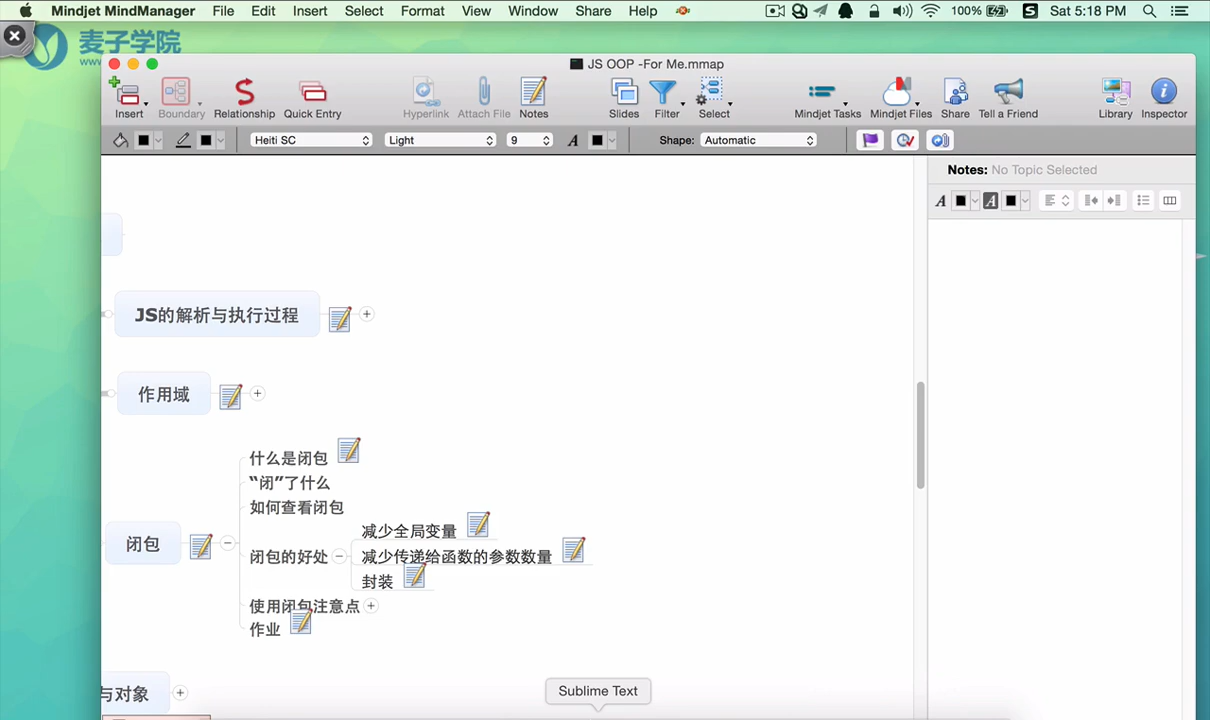 Mindjet MindManager File Edit Insert Select Format View Window Share Help 100% Sat 5:18 PM
麦子学院
www
JS OOP -For Me.mmap
Insert Boundary Relationship Quick Entry Hyperlink Attach File Notes Slides Filter Select Mindjet Tasks Mindjet Files Share Tell a Friend Library Inspector
Heiti SC Light 9 A Shape: Automatic
Notes: No Topic Selected
A A
JS的解析与执行过程
作用域
什么是闭包
“闭”了什么
如何查看闭包
减少全局变量
闭包
闭包的好处
减少传递给函数的参数数量
封装
使用闭包注意点
作业
与对象
Sublime Text